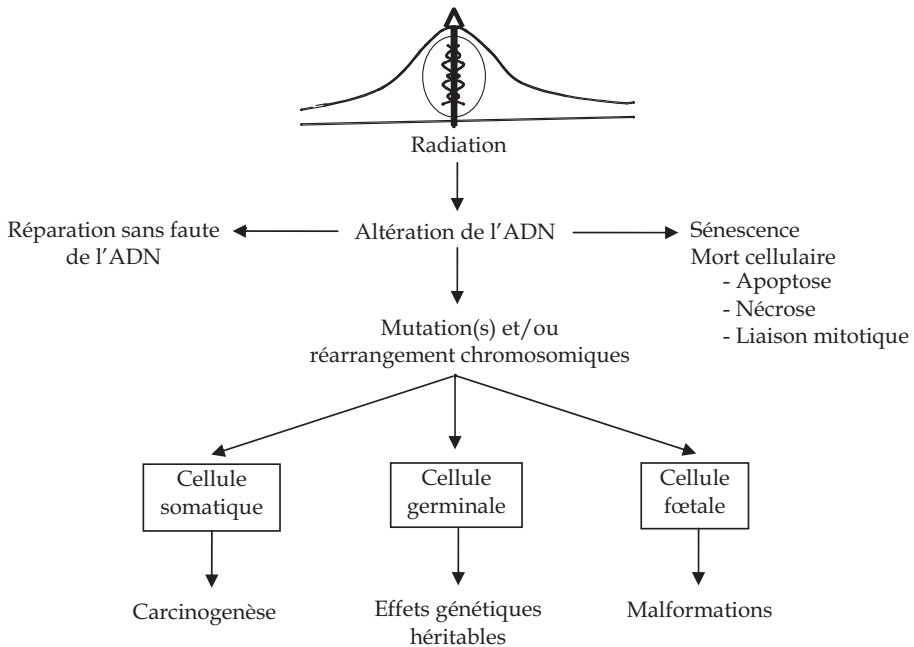 Radiation
Réparation sans faute
de l'ADN
Altération de l'ADN
Sénescence
Mort cellulaire
- Apoptose
- Nécrose
- Liaison mitotique
Mutation(s) et/ou
réarrangement chromosomiques
Cellule
somatique
Cellule
germinale
Cellule
fœtale
Carcinogenèse
Effets génétiques
héritables
Malformations